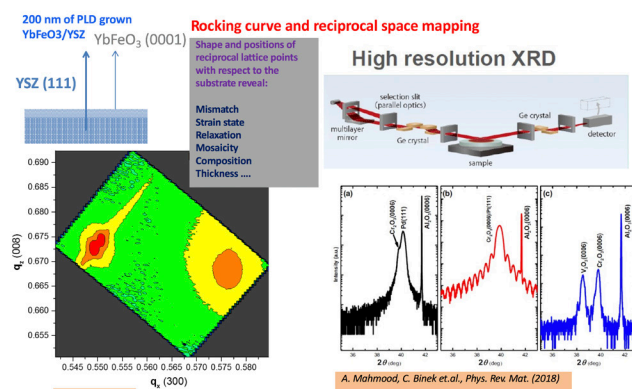 200 nm of PLD grown
YbFeO3/YSZ
Rocking curve and reciprocal space mapping
YbFeO3 (0001)
YSZ (111)
Shape and positions of
reciprocal lattice points
with respect to the
substrate reveal:
Mismatch
Strain state
Relaxation
Mosaicity
Composition
Thickness ....
High resolution XRD
selection slit
(parallel optics)
multilayer
mirror
Ge crystal
Ge crystal
sample
detector
0.690
0.685
0.680
0.675
0.670
0.665
0.660
0.655
qz (008)
0.545 0.550 0.555 0.560 0.565 0.570 0.575 0.580
qx (300)
(a)
Cr2O3(0006)
Pd(111)
Al2O3(0006)
Intensity (a.u.)
36 38 40 42
2θ (deg)
(b)
Al2O3(0006)
36 38 40 42
2θ (deg)
(c)
V2O3(0006)
Cr2O3(0006)
Al2O3(0006)
36 38 40 42
2θ (deg)
A. Mahmood, C. Binek et.al., Phys. Rev. Mat. (2018)